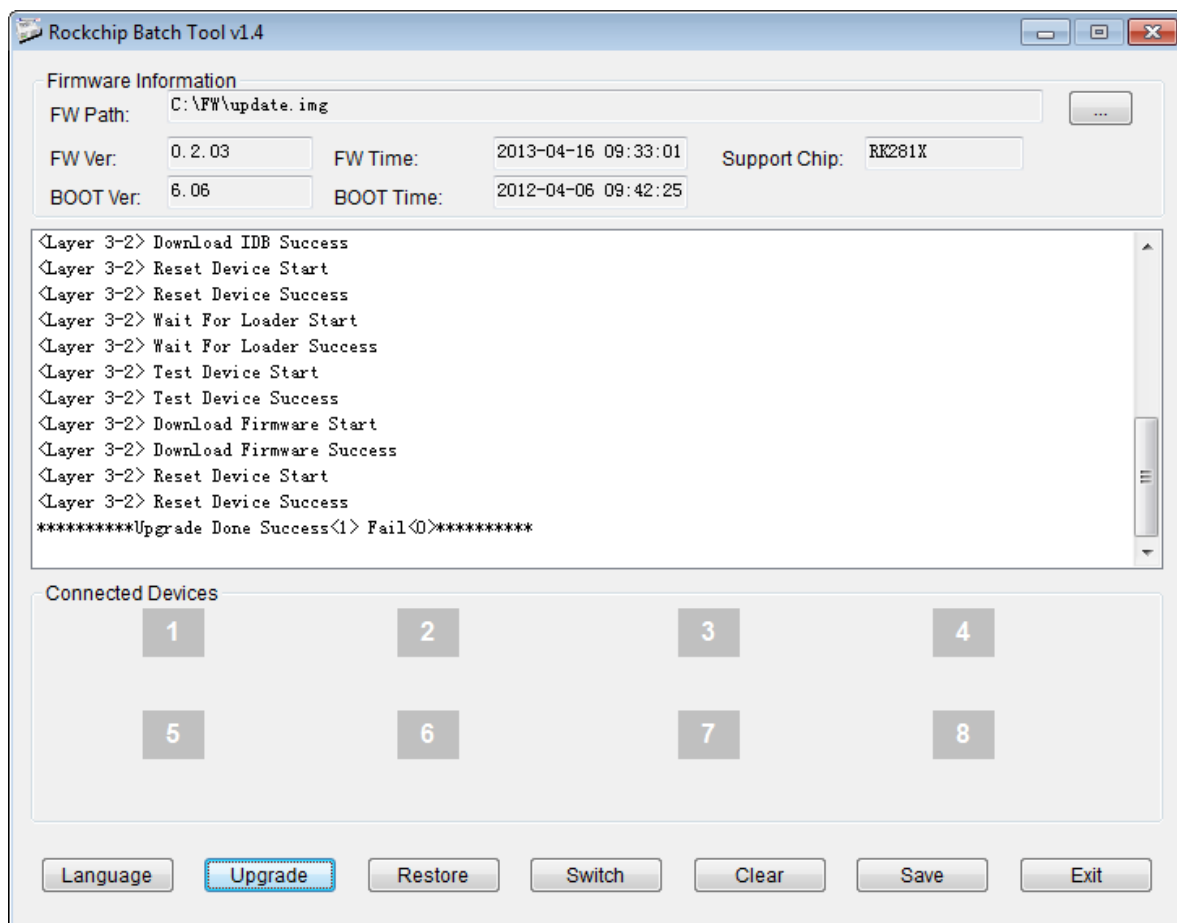 Rockchip Batch Tool v1.4
Firmware Information
FW Path: C:\FW\update.img ...
FW Ver: 0.2.03 FW Time: 2013-04-16 09:33:01 Support Chip: RK281X
BOOT Ver: 6.06 BOOT Time: 2012-04-06 09:42:25
<Layer 3-2> Download IDB Success
<Layer 3-2> Reset Device Start
<Layer 3-2> Reset Device Success
<Layer 3-2> Wait For Loader Start
<Layer 3-2> Wait For Loader Success
<Layer 3-2> Test Device Start
<Layer 3-2> Test Device Success
<Layer 3-2> Download Firmware Start
<Layer 3-2> Download Firmware Success
<Layer 3-2> Reset Device Start
<Layer 3-2> Reset Device Success
**********Upgrade Done Success<1> Fail<0>**********
Connected Devices
1 2 3 4
5 6 7 8
Language Upgrade Restore Switch Clear Save Exit